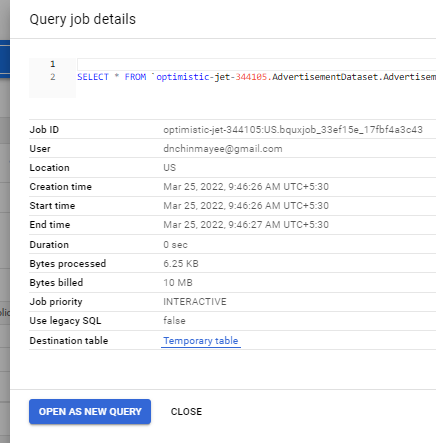 Query job details
1
2 SELECT * FROM `optimistic-jet-344105.AdvertisementDataset.Advertisem
Job ID optimistic-jet-344105:US.bquxjob_33ef15e_17fbf4a3c43
User dnchinmayee@gmail.com
Location US
Creation time Mar 25, 2022, 9:46:26 AM UTC+5:30
Start time Mar 25, 2022, 9:46:26 AM UTC+5:30
End time Mar 25, 2022, 9:46:27 AM UTC+5:30
Duration 0 sec
Bytes processed 6.25 KB
Bytes billed 10 MB
Job priority INTERACTIVE
Use legacy SQL false
Destination table Temporary table
OPEN AS NEW QUERY CLOSE